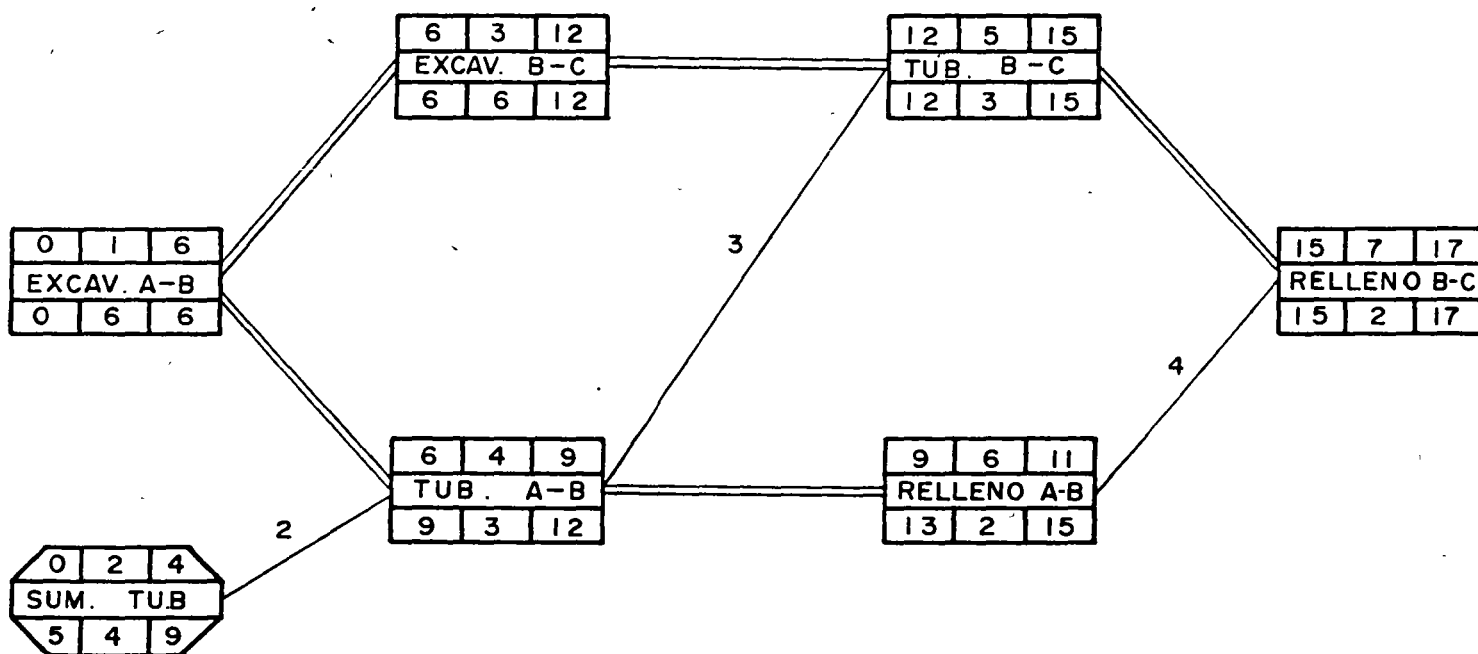 6 3 12
EXCAV. B-C
6 6 12
12 5 15
TUB. B-C
12 3 15
0 1 6
EXCAV. A-B
0 6 6
3
15 7 17
RELLENO B-C
15 2 17
4
6 4 9
TUB. A-B
9 3 12
9 6 11
RELLENO A-B
13 2 15
2
0 2 4
SUM. TU.B
5 4 9